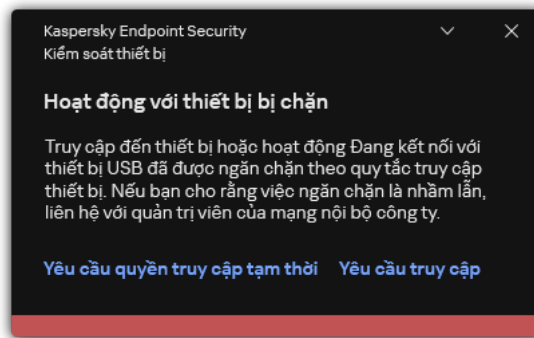 Kaspersky Endpoint Security
Kiểm soát thiết bị
Hoạt động với thiết bị bị chặn
Truy cập đến thiết bị hoặc hoạt động Đang kết nối với
thiết bị USB đã được ngăn chặn theo quy tắc truy cập
thiết bị. Nếu bạn cho rằng việc ngăn chặn là nhầm lẫn,
liên hệ với quản trị viên của mạng nội bộ công ty.
Yêu cầu quyền truy cập tạm thời Yêu cầu truy cập